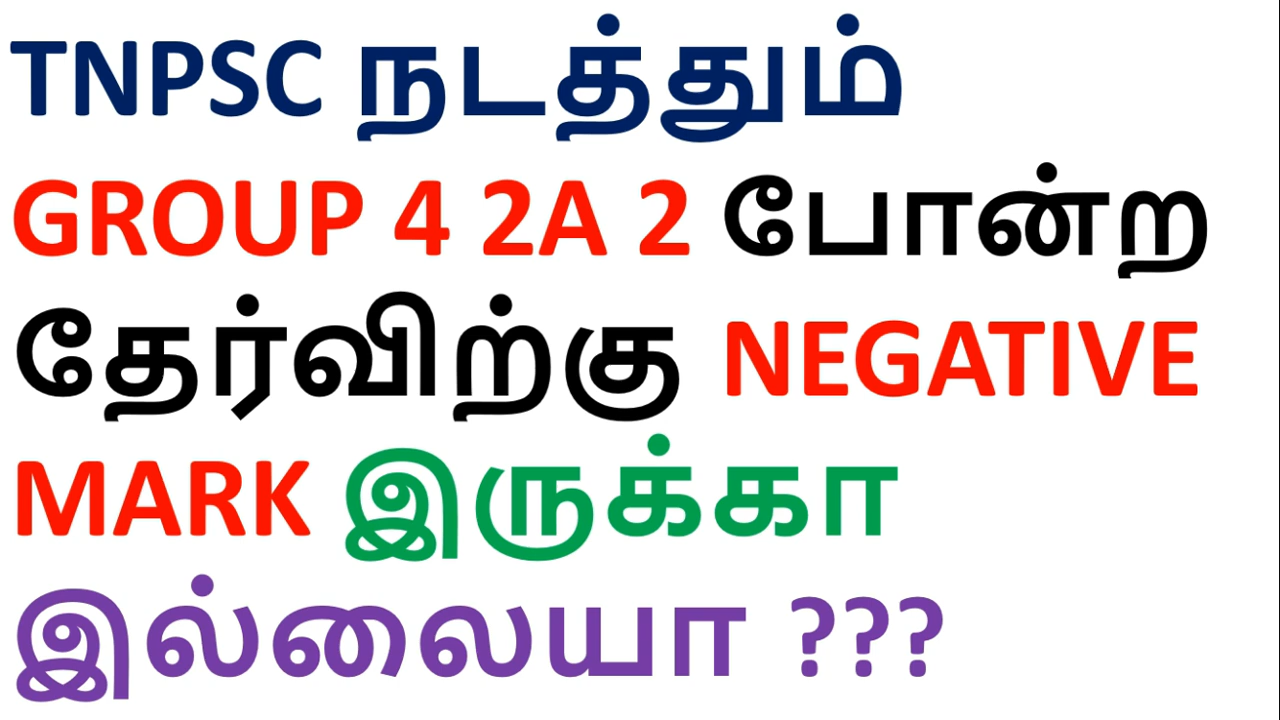 TNPSC நடத்தும்
GROUP 4 2A 2 போன்ற
தேர்விற்கு NEGATIVE
MARK இருக்கா
இல்லையா ???